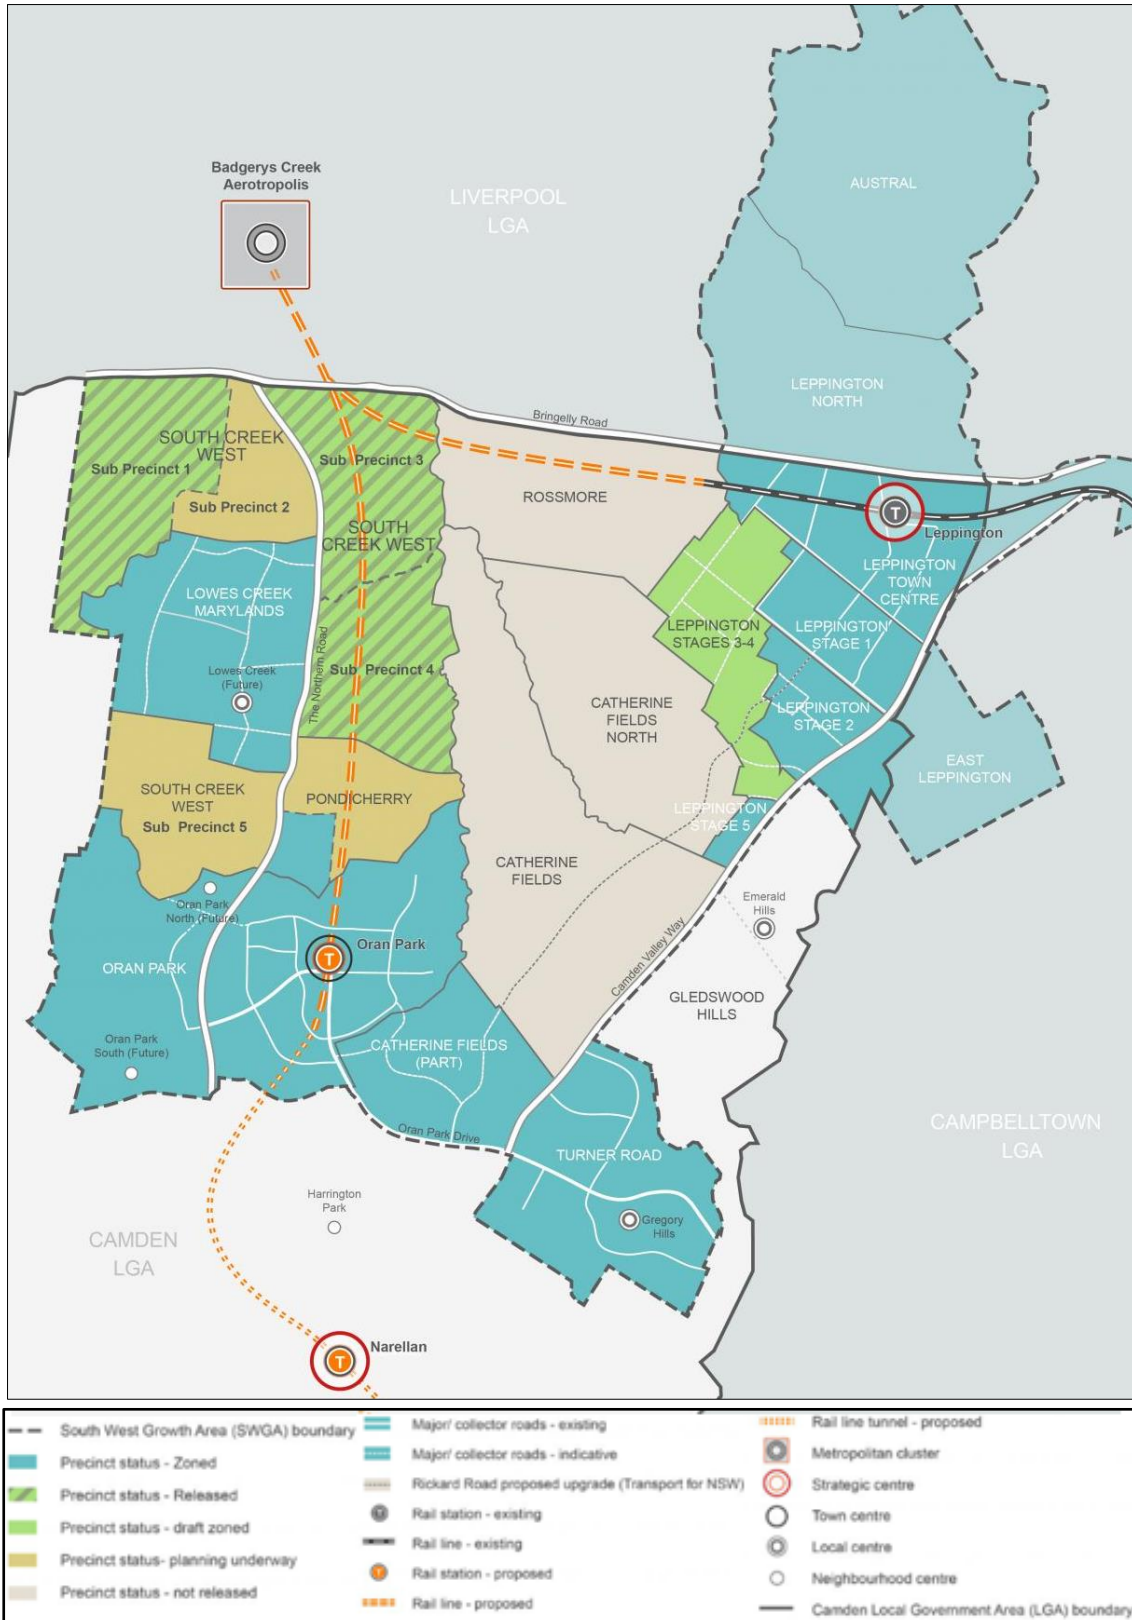 Badgerys Creek
Aerotropolis
LIVERPOOL
LGA
AUSTRAL
LEPPINGTON
NORTH
Bringelly Road
SOUTH CREEK
WEST
Sub Precinct 1
Sub Precinct 3
Sub Precinct 2
ROSSMORE
T
Leppington
SOUTH
CREEK WEST
LEPPINGTON
TOWN
CENTRE
LOWES CREEK
MARYLANDS
LEPPINGTON
STAGES 3-4
LEPPINGTON
STAGE 1
Lowes Creek
(Future)
The Northern Road
Sub Precinct 4
CATHERINE
FIELDS
NORTH
LEPPINGTON
STAGE 2
EAST
LEPPINGTON
SOUTH CREEK
WEST
Sub Precinct 5
PONDICHERRY
LEPPINGTON
STAGE 5
CATHERINE
FIELDS
Oran Park
North (Future)
Emerald
Hills
Camden Valley Way
T
Oran Park
ORAN PARK
GLEDSWOOD
HILLS
Oran Park
South (Future)
CATHERINE FIELDS
(PART)
Oran Park Drive
TURNER ROAD
CAMPBELLTOWN
LGA
Harrington
Park
Gregory
Hills
CAMDEN
LGA
T
Narellan
South West Growth Area (SWGA) boundary
Precinct status - Zoned
Precinct status - Released
Precinct status - draft zoned
Precinct status- planning underway
Precinct status - not released
Major/ collector roads - existing
Major/ collector roads - indicative
Rickard Road proposed upgrade (Transport for NSW)
T
Rail station - existing
Rail line - existing
T
Rail station - proposed
Rail line - proposed
Rail line tunnel - proposed
Metropolitan cluster
Strategic centre
Town centre
Local centre
Neighbourhood centre
Camden Local Government Area (LGA) boundary